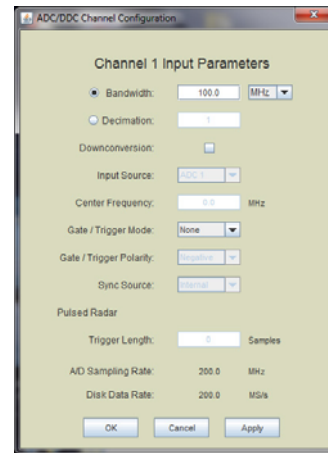 ADC/DDC Channel Configuration
Channel 1 Input Parameters
Bandwidth: 100.0 MHz
Decimation: 1
Downconversion:
Input Source: ADC 1
Center Frequency: 0.0 MHz
Gate / Trigger Mode: None
Gate / Trigger Polarity: Negative
Sync Source: Internal
Pulsed Radar
Trigger Length: 0 Samples
A/D Sampling Rate: 200.0 MHz
Disk Data Rate: 200.0 MS/s
OK Cancel Apply